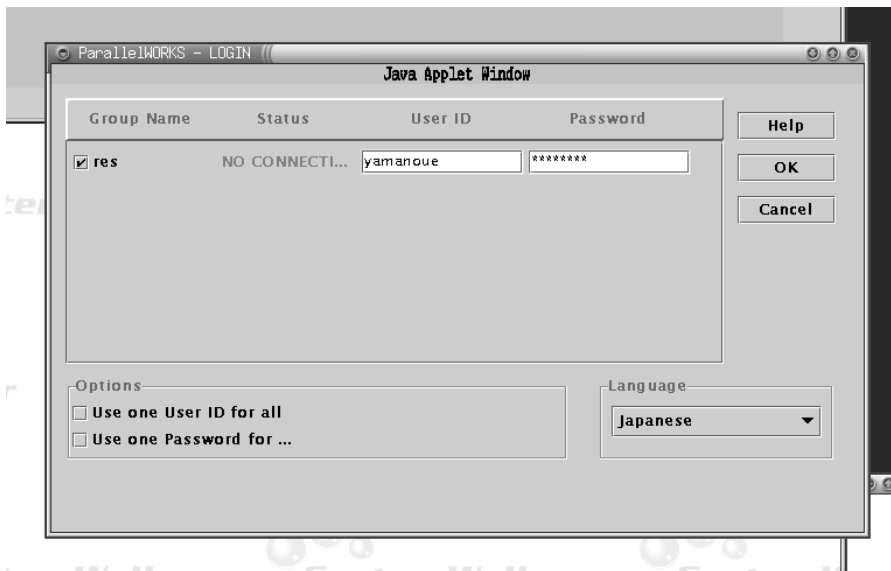 ParallelWORKS - LOGIN
Java Applet Window
Group Name Status User ID Password
res NO CONNECTI... yamanoue ********
Help
OK
Cancel
Options
Use one User ID for all
Use one Password for ...
Language
Japanese